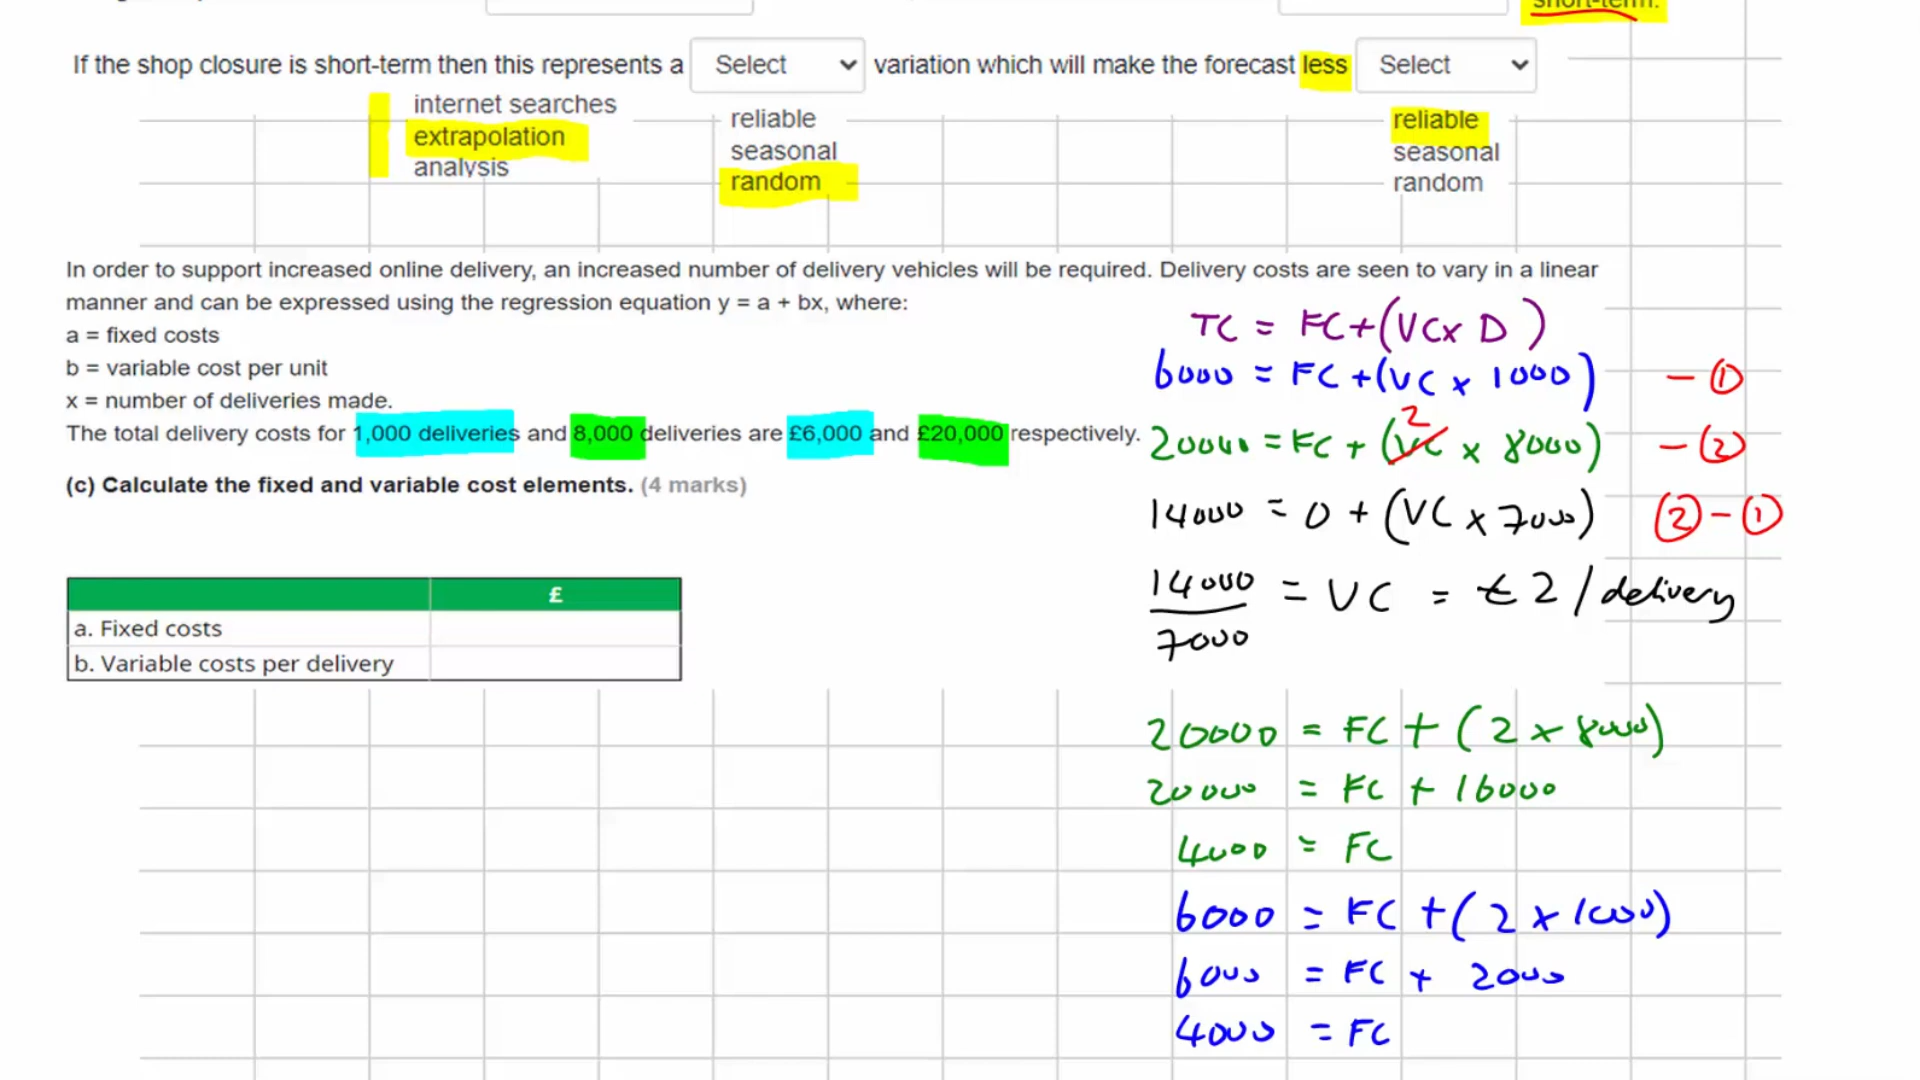 short-term.
If the shop closure is short-term then this represents a Select variation which will make the forecast less Select
internet searches
extrapolation
analysis
reliable
seasonal
random
reliable
seasonal
random
In order to support increased online delivery, an increased number of delivery vehicles will be required. Delivery costs are seen to vary in a linear
manner and can be expressed using the regression equation y = a + bx, where:
a = fixed costs
b = variable cost per unit
x = number of deliveries made.
The total delivery costs for 1,000 deliveries and 8,000 deliveries are £6,000 and £20,000 respectively.
(c) Calculate the fixed and variable cost elements. (4 marks)
£
a. Fixed costs
b. Variable costs per delivery
TC = FC + (VC x D)
6000 = FC + (VC x 1000) - ①
2
20000 = FC + (VC x 8000) - ②
14000 = 0 + (VC x 7000) ② - ①
14000 = VC = £2 / delivery
7000
20000 = FC + (2 x 8000)
20000 = FC + 16000
4000 = FC
6000 = FC + (2 x 1000)
6000 = FC + 2000
4000 = FC